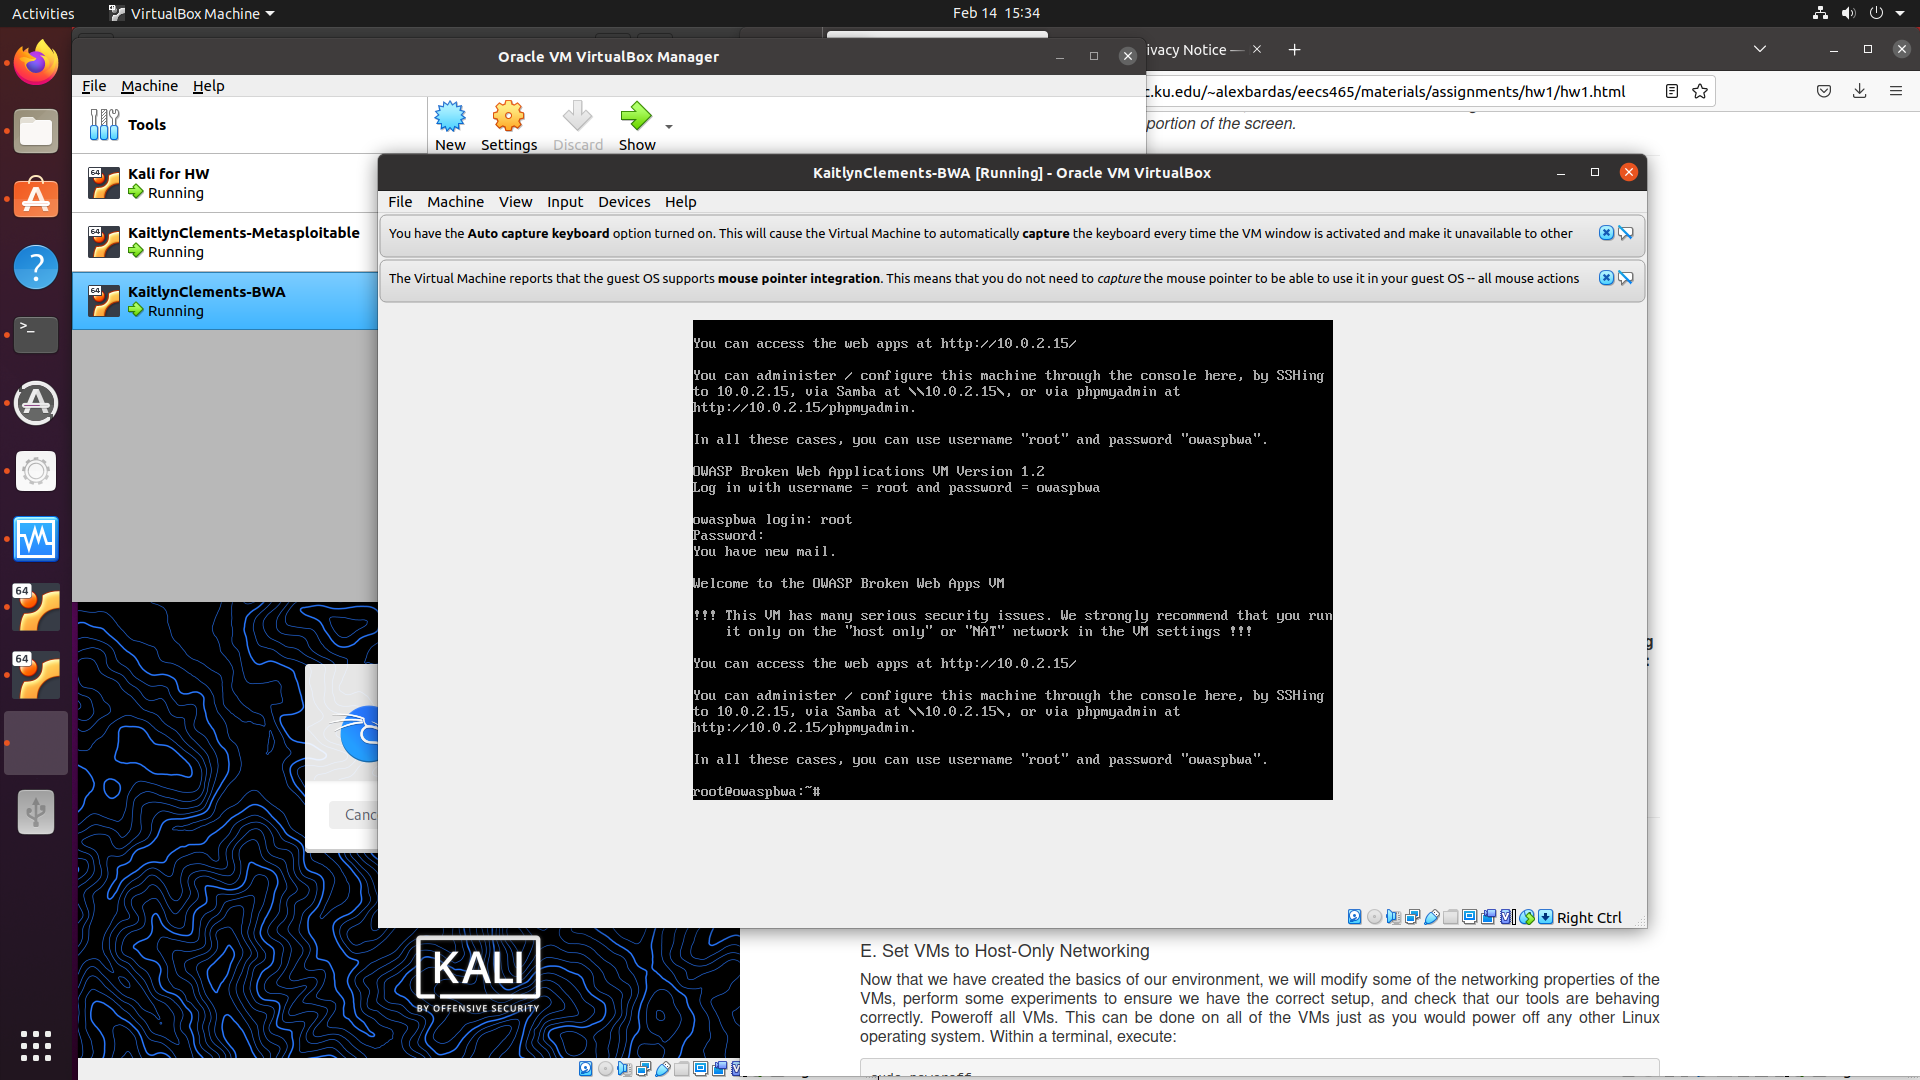 Activities
VirtualBox Machine
Feb 14 15:34
Oracle VM VirtualBox Manager
File Machine Help
Tools
New
Settings
Discard
Show
64
Kali for HW
Running
64
KaitlynClements-Metasploitable
Running
64
KaitlynClements-BWA
Running
ivacy Notice —
c.ku.edu/~alexbardas/eecs465/materials/assignments/hw1/hw1.html
portion of the screen.
KaitlynClements-BWA [Running] - Oracle VM VirtualBox
File Machine View Input Devices Help
You have the Auto capture keyboard option turned on. This will cause the Virtual Machine to automatically capture the keyboard every time the VM window is activated and make it unavailable to other
The Virtual Machine reports that the guest OS supports mouse pointer integration. This means that you do not need to capture the mouse pointer to be able to use it in your guest OS -- all mouse actions
You can access the web apps at http://10.0.2.15/
You can administer / configure this machine through the console here, by SSHing
to 10.0.2.15, via Samba at \\10.0.2.15\, or via phpmyadmin at
http://10.0.2.15/phpmyadmin.
In all these cases, you can use username "root" and password "owaspbwa".
OWASP Broken Web Applications VM Version 1.2
Log in with username = root and password = owaspbwa
owaspbwa login: root
Password:
You have new mail.
Welcome to the OWASP Broken Web Apps VM
!!! This VM has many serious security issues. We strongly recommend that you run
it only on the "host only" or "NAT" network in the VM settings !!!
You can access the web apps at http://10.0.2.15/
You can administer / configure this machine through the console here, by SSHing
to 10.0.2.15, via Samba at \\10.0.2.15\, or via phpmyadmin at
http://10.0.2.15/phpmyadmin.
In all these cases, you can use username "root" and password "owaspbwa".
root@owaspbwa:~#
Right Ctrl
64
64
Canc
KALI
BY OFFENSIVE SECURITY
E. Set VMs to Host-Only Networking
Now that we have created the basics of our environment, we will modify some of the networking properties of the
VMs, perform some experiments to ensure we have the correct setup, and check that our tools are behaving
correctly. Poweroff all VMs. This can be done on all of the VMs just as you would power off any other Linux
operating system. Within a terminal, execute:
sudo poweroff